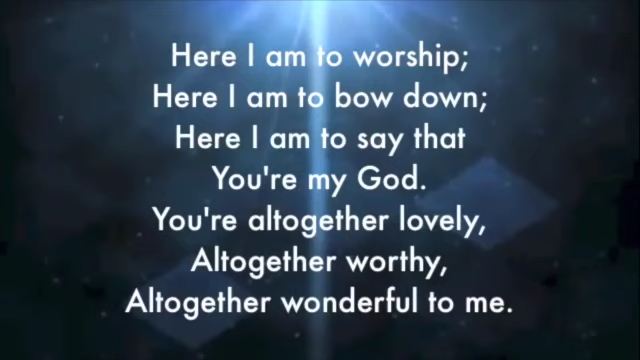 Here I am to worship;
Here I am to bow down;
Here I am to say that
You're my God.
You're altogether lovely,
Altogether worthy,
Altogether wonderful to me.